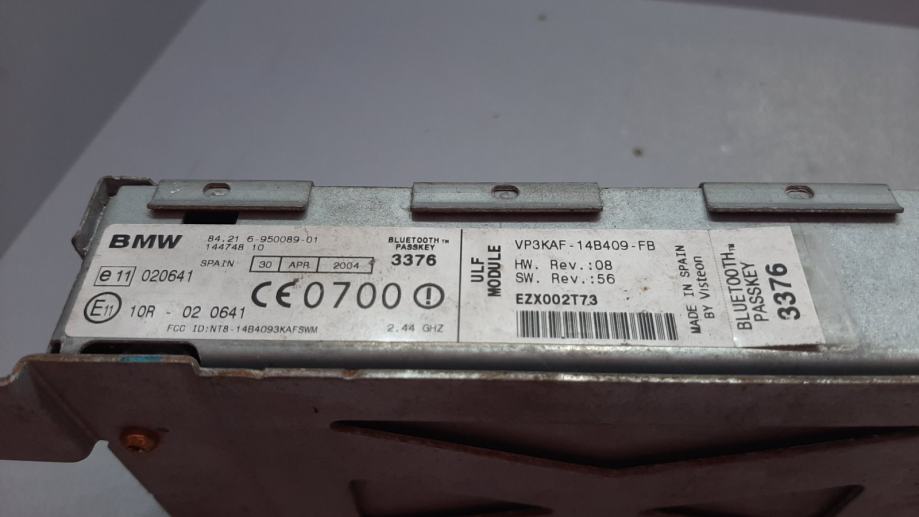 BMW
84.21 6-950089-01
144748 10
SPAIN 30 APR 2004
BLUETOOTH™
PASSKEY
3376
e11 020641
CE0700
E11 10R - 02 0641
FCC ID:NT8-14B4093KAFSWM 2.44 GHZ
ULF
MODULE
VP3KAF-14B409-FB
HW. Rev.:08
SW. Rev.:56
EZX002T73
MADE IN SPAIN
BY Visteon
BLUETOOTH™
PASSKEY
3376